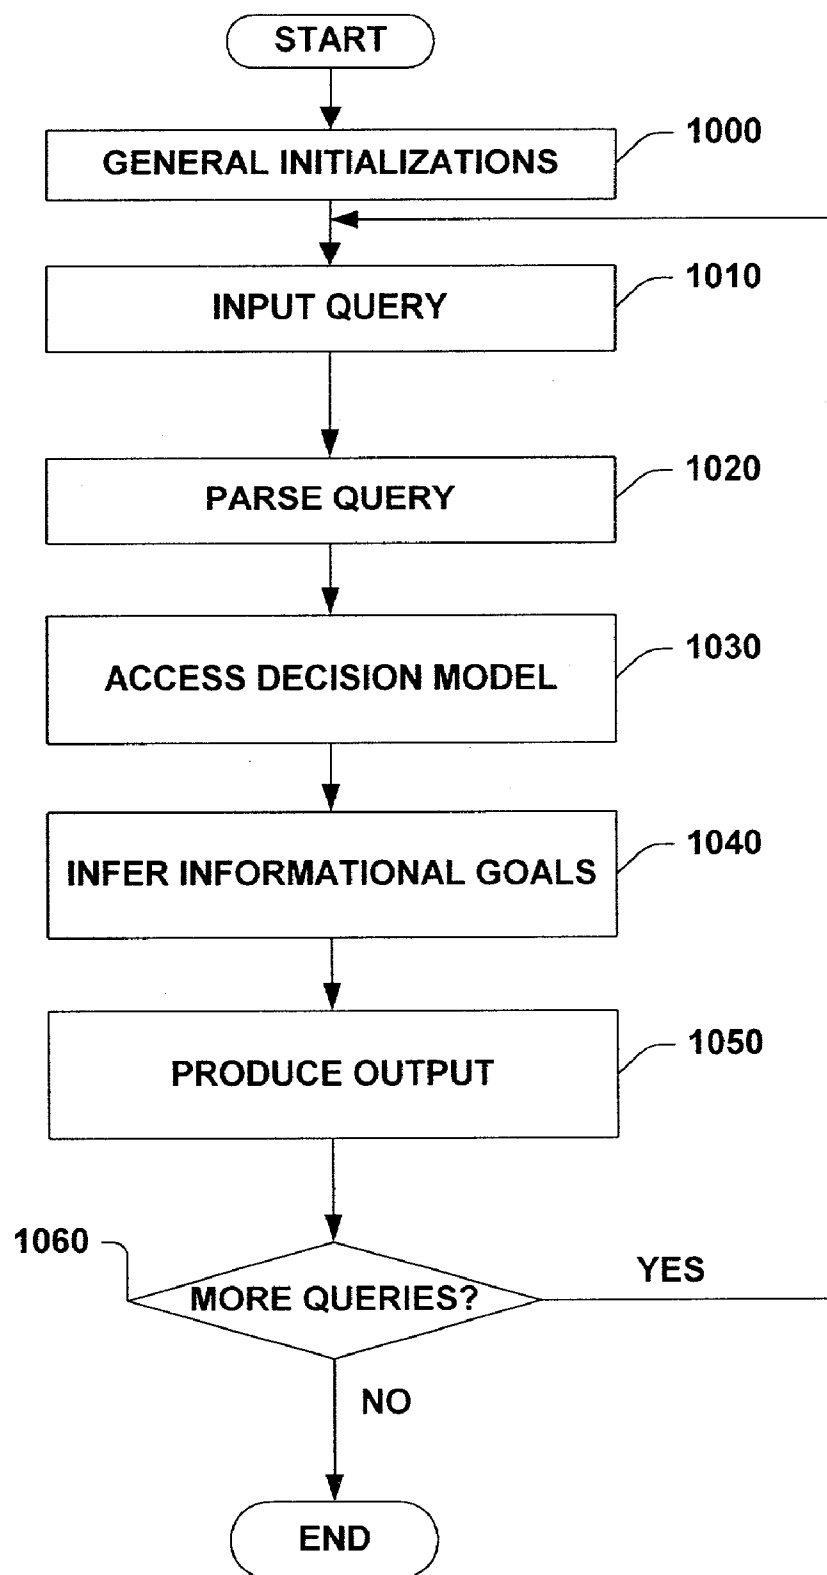 START
GENERAL INITIALIZATIONS
1000
INPUT QUERY
1010
PARSE QUERY
1020
ACCESS DECISION MODEL
1030
INFER INFORMATIONAL GOALS
1040
PRODUCE OUTPUT
1050
1060
MORE QUERIES?
YES
NO
END